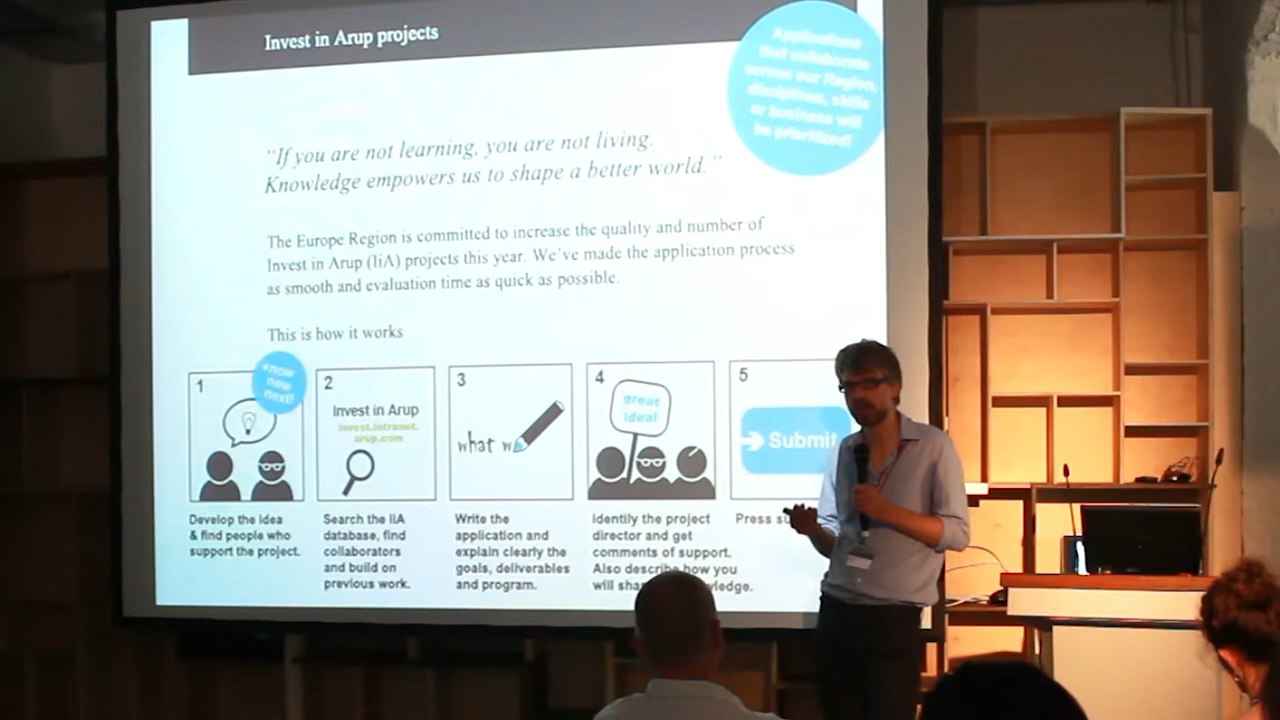 Invest in Arup projects
Applications
that collaborate
across our Region,
disciplines, skills
or business will
be prioritized!
"If you are not learning, you are not living.
Knowledge empowers us to shape a better world."
The Europe Region is committed to increase the quality and number of
Invest in Arup (IiA) projects this year. We've made the application process
as smooth and evaluation time as quick as possible.
This is how it works
1
know
new
next!
2
Invest in Arup
invest.intranet.
arup.com
3
what w
4
great
idea!
5
Submit
Develop the idea
& find people who
support the project.
Search the IiA
database, find
collaborators
and build on
previous work.
Write the
application and
explain clearly the
goals, deliverables
and program.
Identify the project
director and get
comments of support.
Also describe how you
will
Press